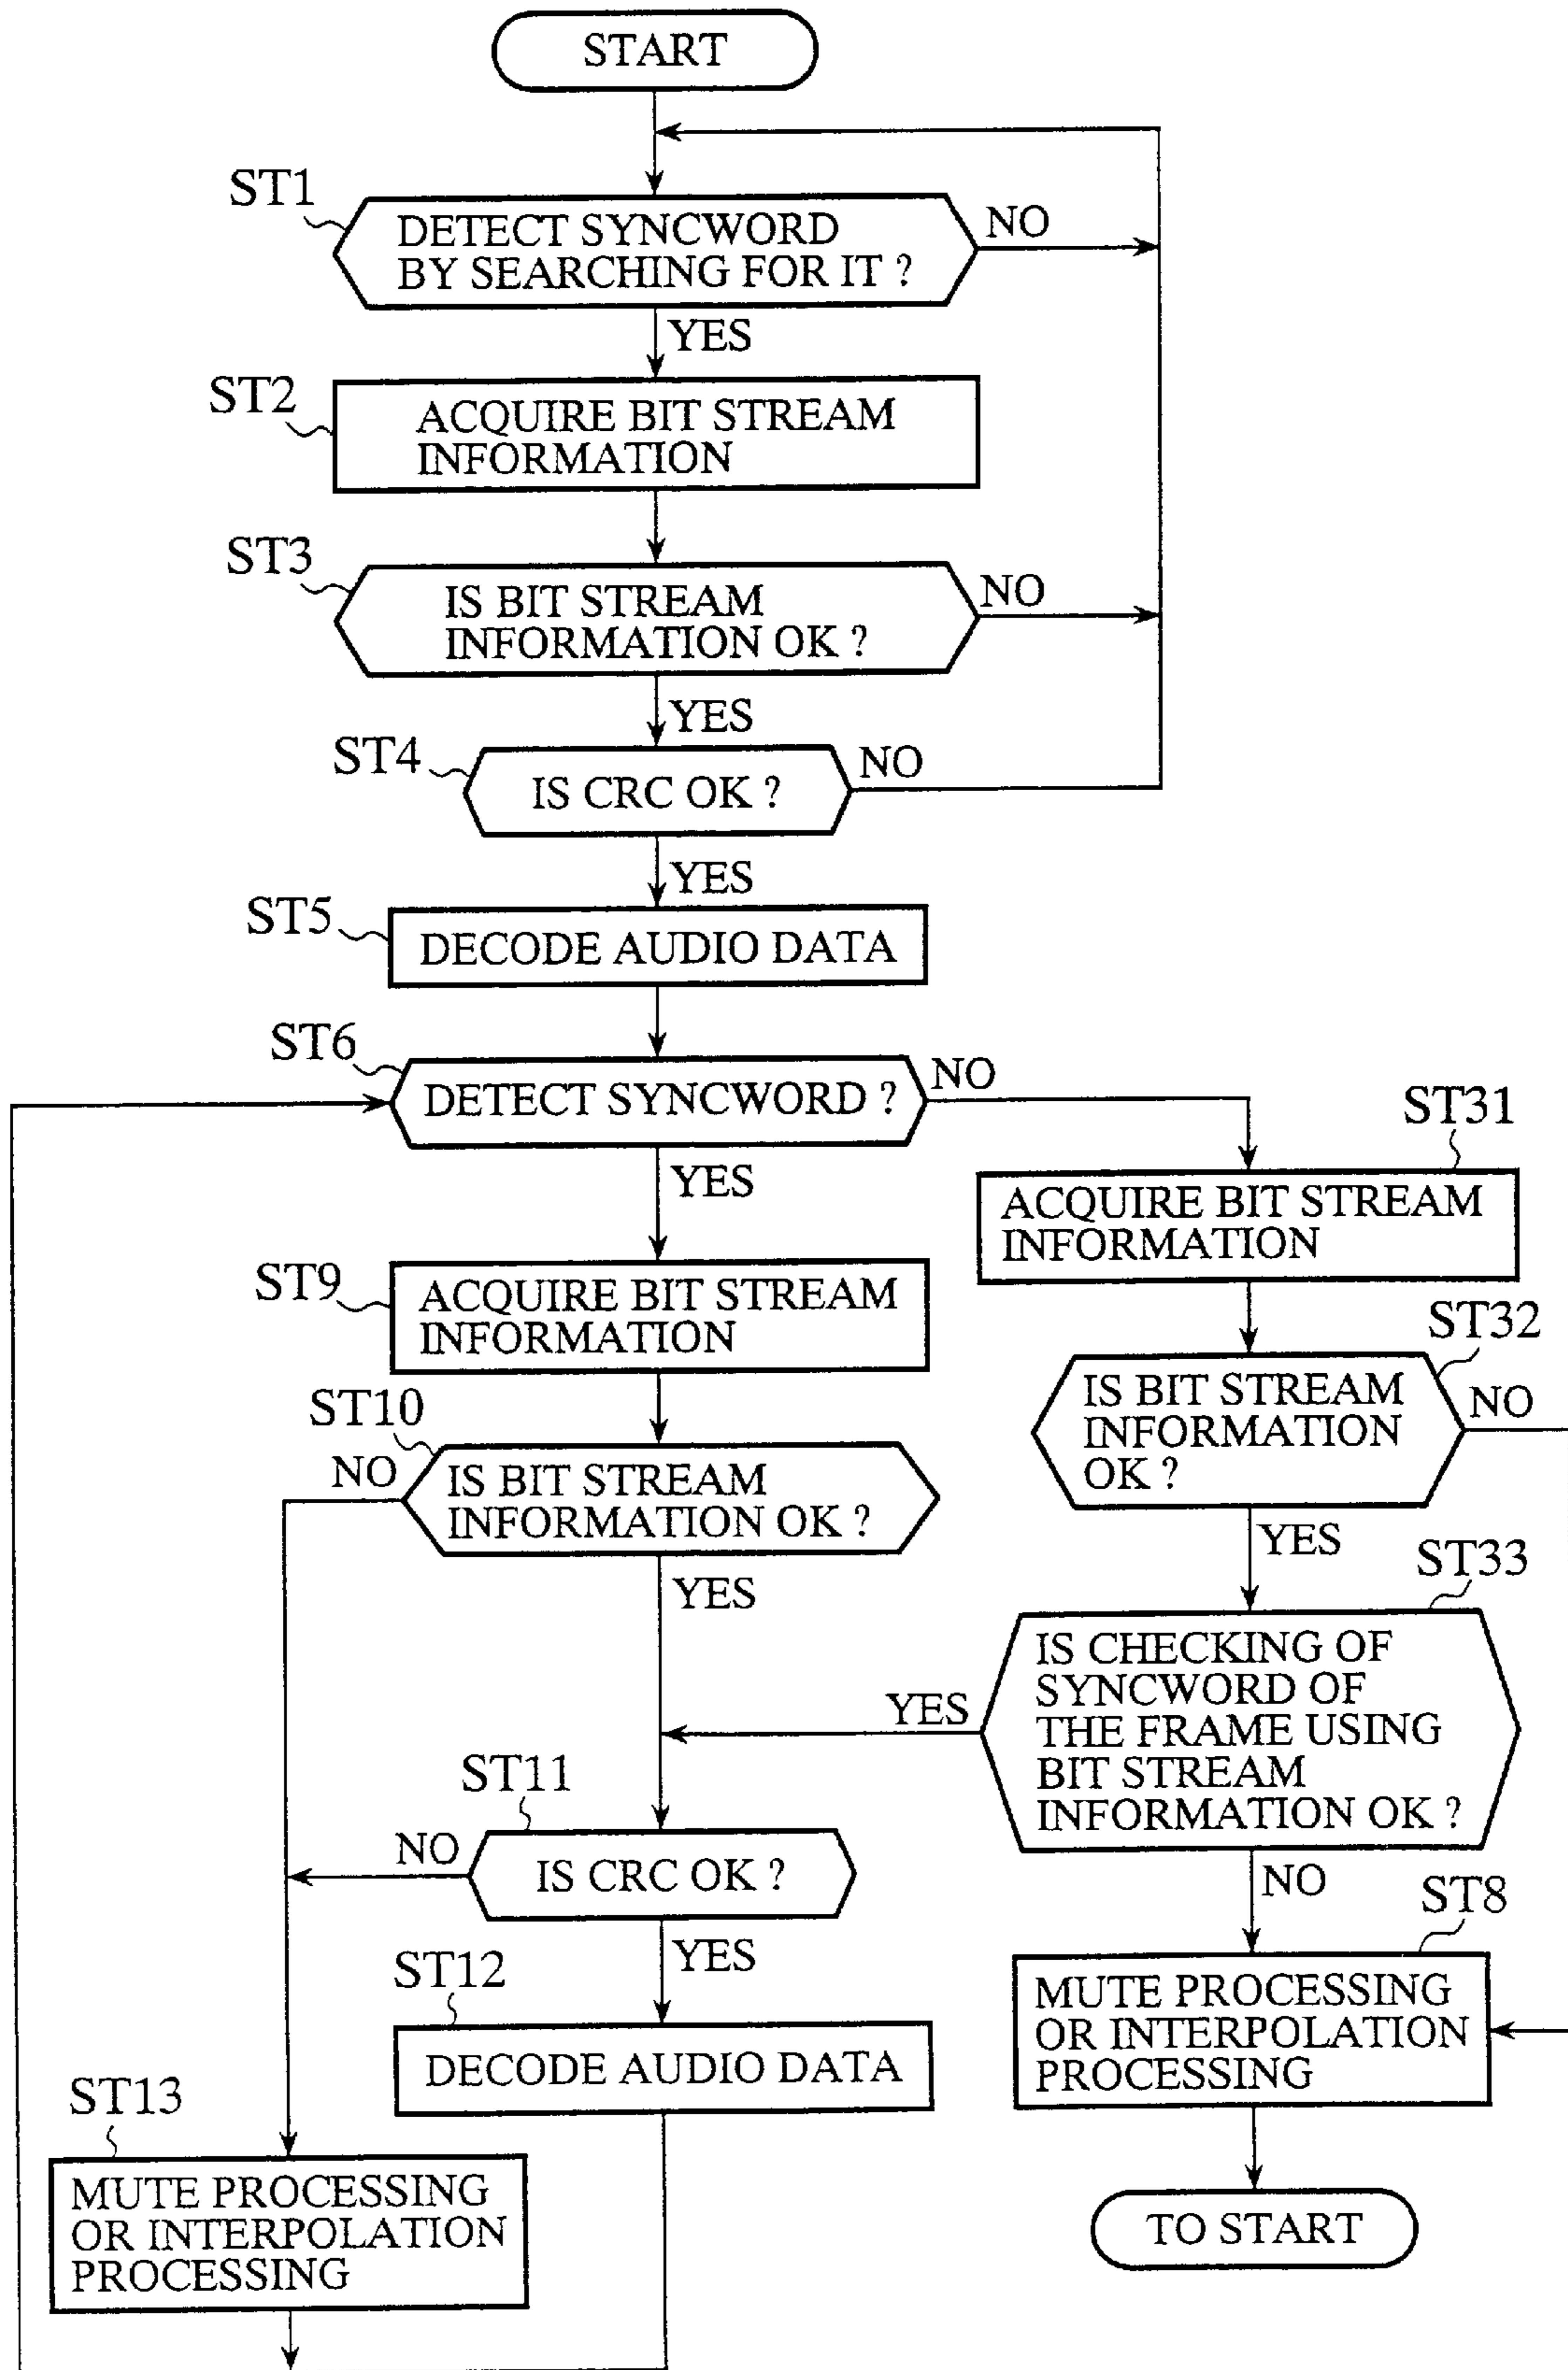 START
ST1
DETECT SYNCWORD
BY SEARCHING FOR IT ?
NO
YES
ST2
ACQUIRE BIT STREAM
INFORMATION
ST3
IS BIT STREAM
INFORMATION OK ?
NO
YES
ST4
IS CRC OK ?
NO
YES
ST5
DECODE AUDIO DATA
ST6
DETECT SYNCWORD ?
NO
YES
ST31
ACQUIRE BIT STREAM
INFORMATION
ST9
ACQUIRE BIT STREAM
INFORMATION
ST32
IS BIT STREAM
INFORMATION
OK ?
NO
YES
ST10
NO
IS BIT STREAM
INFORMATION OK ?
YES
ST33
IS CHECKING OF
SYNCWORD OF
THE FRAME USING
BIT STREAM
INFORMATION OK ?
YES
NO
ST11
NO
IS CRC OK ?
YES
ST8
MUTE PROCESSING
OR INTERPOLATION
PROCESSING
ST12
DECODE AUDIO DATA
ST13
MUTE PROCESSING
OR INTERPOLATION
PROCESSING
TO START